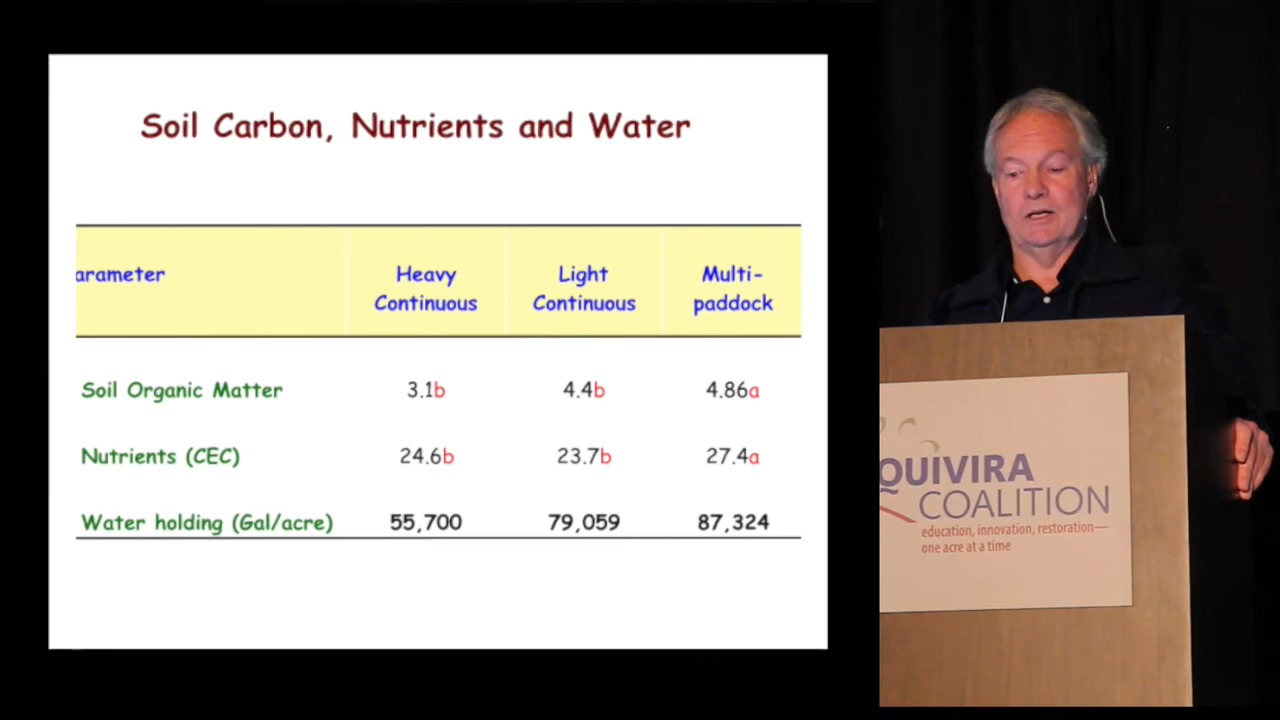 Soil Carbon, Nutrients and Water
arameter
Heavy
Continuous
Light
Continuous
Multi-
paddock
Soil Organic Matter 3.1b 4.4b 4.86a
Nutrients (CEC) 24.6b 23.7b 27.4a
Water holding (Gal/acre) 55,700 79,059 87,324
QUIVIRA
COALITION
education, innovation, restoration—
one acre at a time